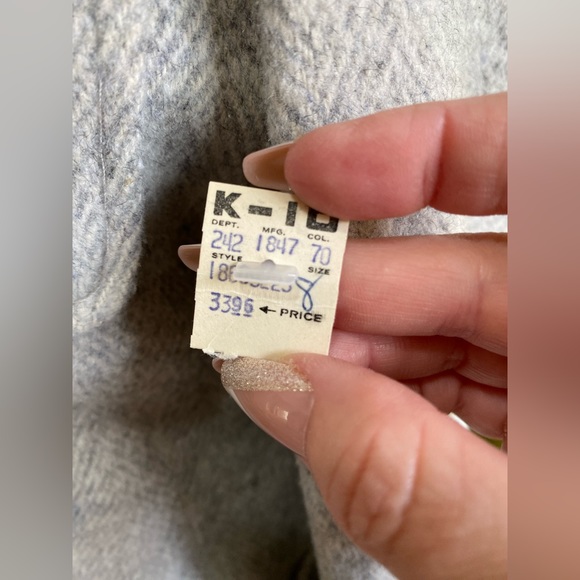 K-10
DEPT. MFG. COL.
242 1847 70
STYLE SIZE
8
3396 ← PRICE